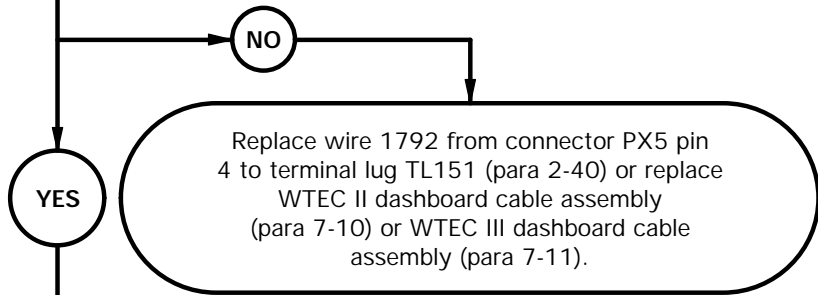 NO
Replace wire 1792 from connector PX5 pin
4 to terminal lug TL151 (para 2-40) or replace
WTEC II dashboard cable assembly
(para 7-10) or WTEC III dashboard cable
assembly (para 7-11).
YES